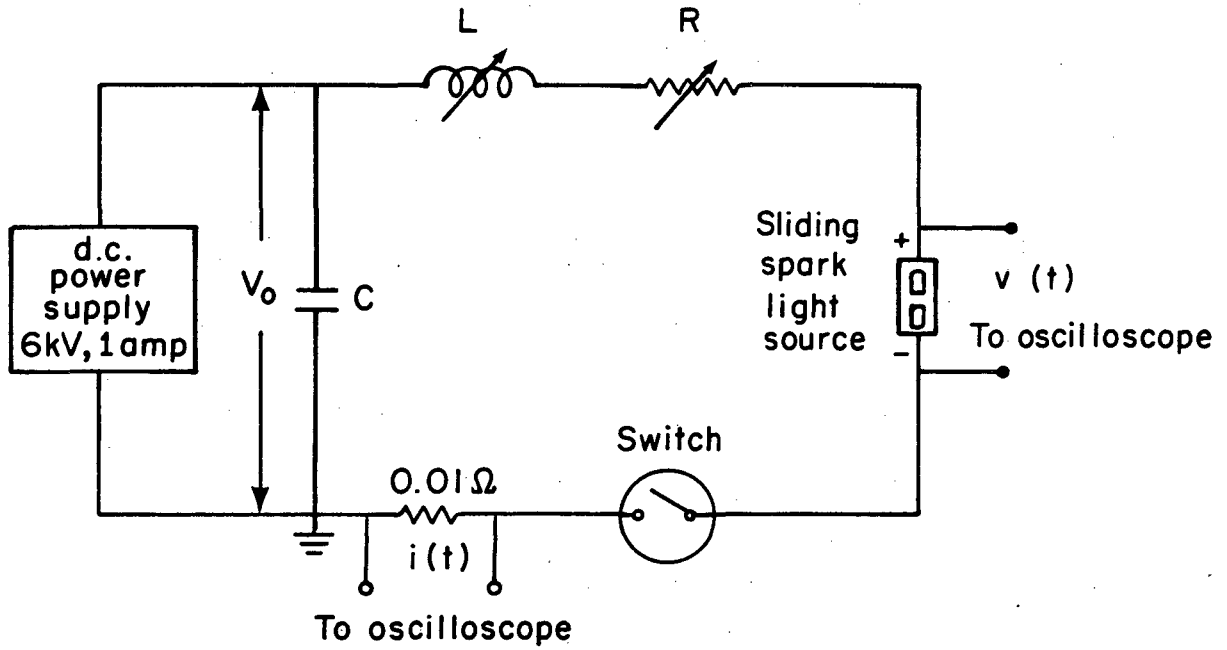 L
R
d.c.
power
supply
6kV, 1 amp
V₀
C
Sliding
spark
light
source
+
-
v (t)
To oscilloscope
Switch
0.01Ω
i(t)
To oscilloscope